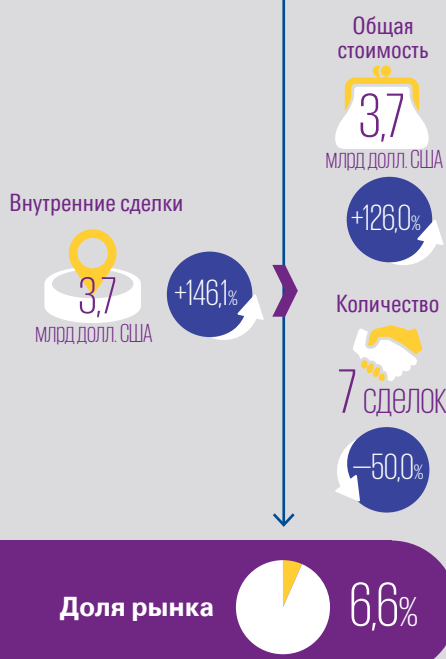 Общая
стоимость
3,7
млрд долл. США
+126,0%
Внутренние сделки
3,7
млрд долл. США
+146,1%
Количество
7 сделок
–50,0%
Доля рынка
6,6%